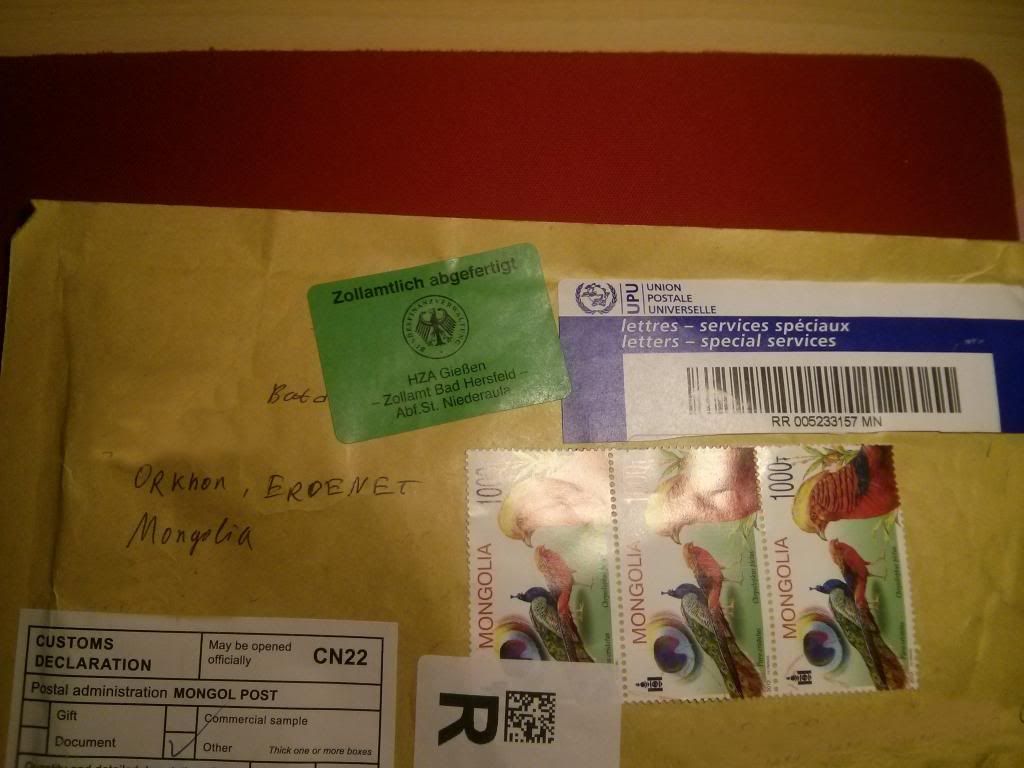 Zollamtlich abgefertigt
BUNDESFINANZVERWALTUNG
HZA Gießen
– Zollamt Bad Hersfeld –
Abf.St. Niederaula
UPU
UNION
POSTALE
UNIVERSELLE
lettres – services spéciaux
letters – special services
RR 005233157 MN
Orkhon, ERDENET
Mongolia
1000₮
MONGOLIA
MONGOLIA
MONGOLIA
CUSTOMS
DECLARATION
May be opened
officially
CN22
Postal administration MONGOL POST
Gift
Commercial sample
Document
Other
Thick one or more boxes
R